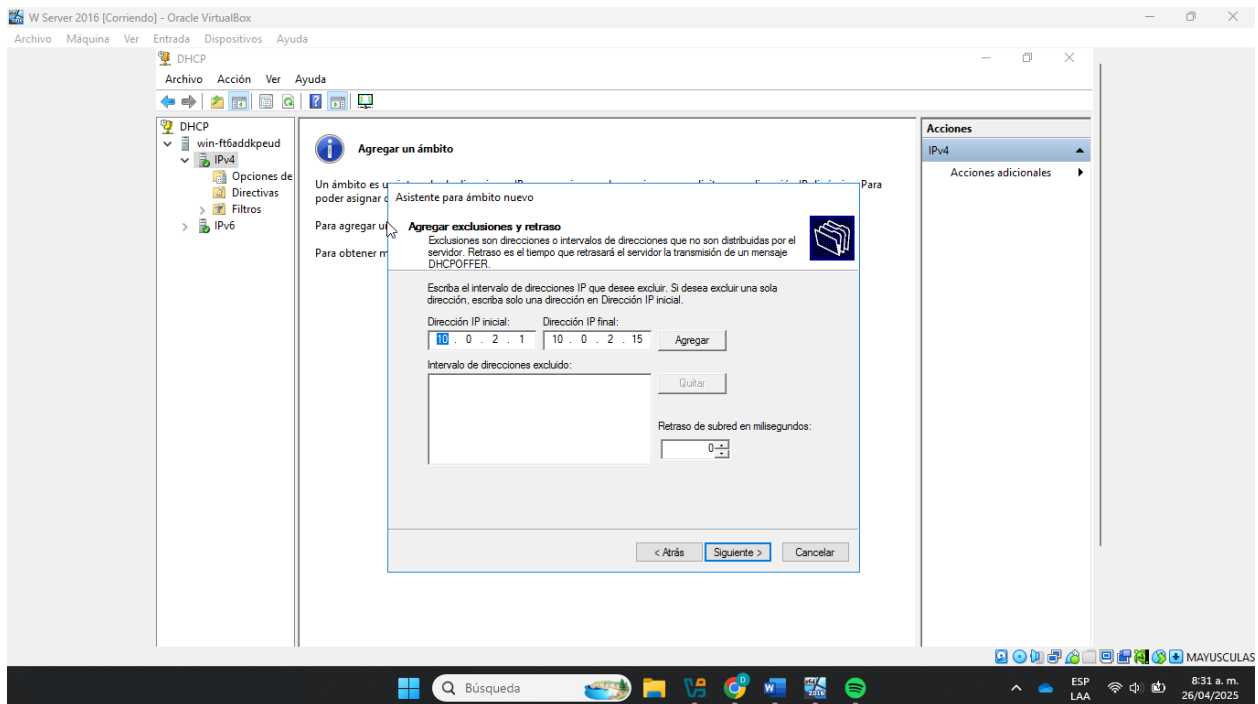 W Server 2016 [Corriendo] - Oracle VirtualBox
Archivo Máquina Ver Entrada Dispositivos Ayuda
DHCP
Archivo Acción Ver Ayuda
DHCP
win-ft6addkpeud
IPv4
Opciones de
Directivas
Filtros
IPv6
Agregar un ámbito
Un ámbito es u
Para
poder asignar d
Para agregar u
Para obtener m
Asistente para ámbito nuevo
Agregar exclusiones y retraso
Exclusiones son direcciones o intervalos de direcciones que no son distribuidas por el
servidor. Retraso es el tiempo que retrasará el servidor la transmisión de un mensaje
DHCPOFFER.
Escriba el intervalo de direcciones IP que desee excluir. Si desea excluir una sola
dirección, escriba solo una dirección en Dirección IP inicial.
Dirección IP inicial: Dirección IP final:
10 . 0 . 2 . 1 10 . 0 . 2 . 15 Agregar
Intervalo de direcciones excluido:
Quitar
Retraso de subred en milisegundos:
0
< Atrás Siguiente > Cancelar
Acciones
IPv4
Acciones adicionales
MAYUSCULAS
Búsqueda
2016
ESP
LAA
8:31 a. m.
26/04/2025